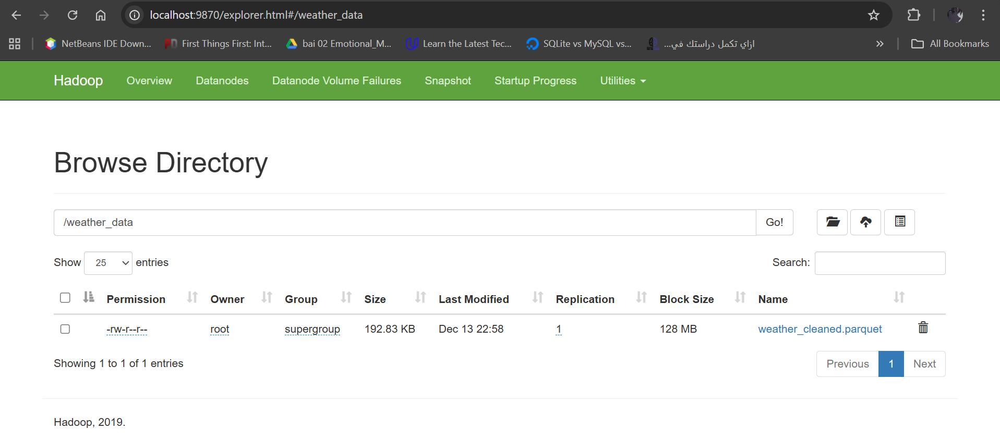 localhost:9870/explorer.html#/weather_data
NetBeans IDE Down... First Things First: Int... bai 02 Emotional_M... Learn the Latest Tec... SQLite vs MySQL vs... ازاي تكمل دراستك في... » All Bookmarks
Hadoop Overview Datanodes Datanode Volume Failures Snapshot Startup Progress Utilities
Browse Directory
/weather_data Go!
Show 25 entries Search:
Permission Owner Group Size Last Modified Replication Block Size Name
-rw-r--r-- root supergroup 192.83 KB Dec 13 22:58 1 128 MB weather_cleaned.parquet
Showing 1 to 1 of 1 entries Previous 1 Next
Hadoop, 2019.